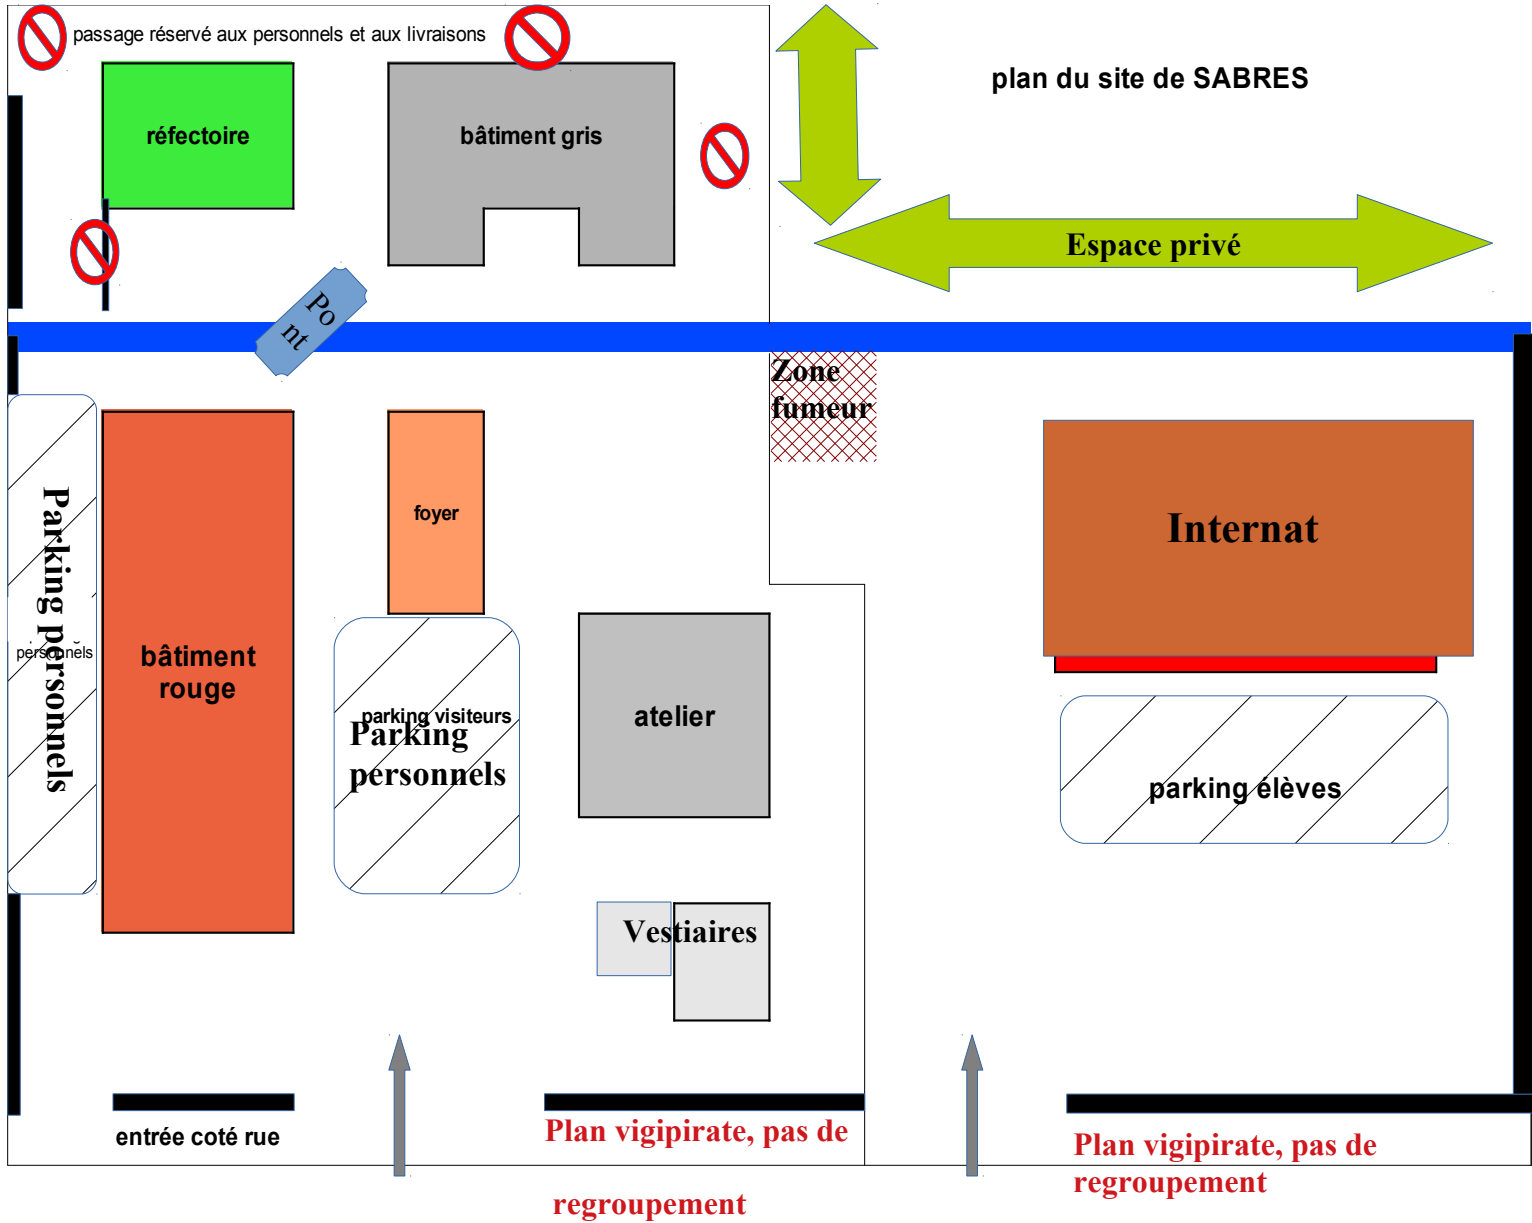 passage réservé aux personnels et aux livraisons
plan du site de SABRES
réfectoire
bâtiment gris
Espace privé
Po
nt
Zone
fumeur
Internat
foyer
Parking personnels
personnels
bâtiment
rouge
parking visiteurs
Parking
personnels
atelier
parking élèves
Vestiaires
entrée coté rue
Plan vigipirate, pas de
regroupement
Plan vigipirate, pas de
regroupement